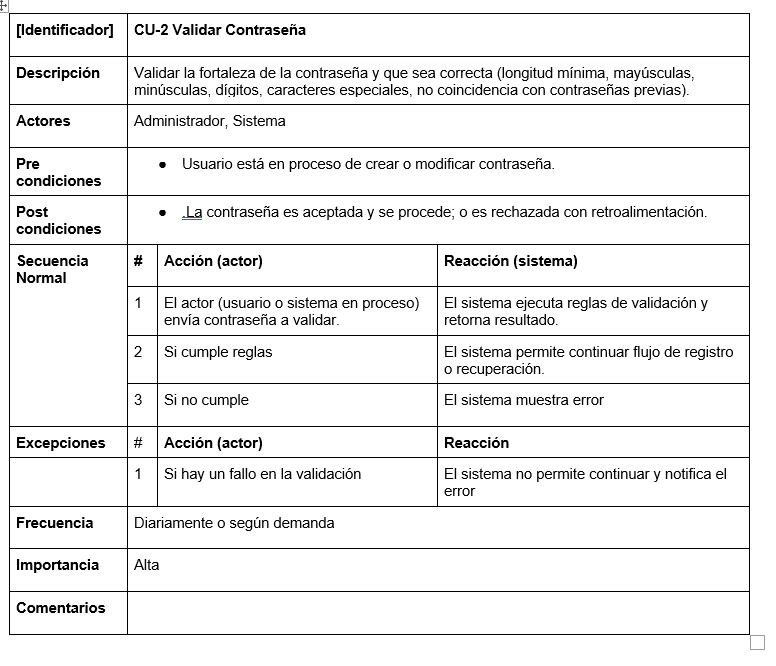 [Identificador] CU-2 Validar Contraseña
Descripción Validar la fortaleza de la contraseña y que sea correcta (longitud mínima, mayúsculas,
minúsculas, dígitos, caracteres especiales, no coincidencia con contraseñas previas).
Actores Administrador, Sistema
Pre
condiciones
● Usuario está en proceso de crear o modificar contraseña.
Post
condiciones
● .La contraseña es aceptada y se procede; o es rechazada con retroalimentación.
Secuencia
Normal
# Acción (actor) Reacción (sistema)
1 El actor (usuario o sistema en proceso)
envía contraseña a validar.
El sistema ejecuta reglas de validación y
retorna resultado.
2 Si cumple reglas
El sistema permite continuar flujo de registro
o recuperación.
3 Si no cumple El sistema muestra error
Excepciones # Acción (actor) Reacción
1 Si hay un fallo en la validación
El sistema no permite continuar y notifica el
error
Frecuencia Diariamente o según demanda
Importancia Alta
Comentarios